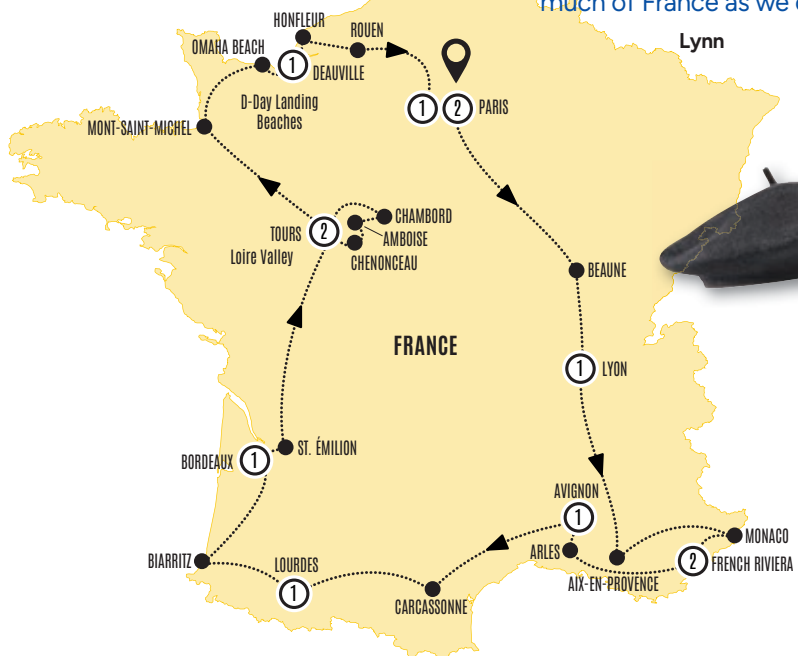 much of France as we
Lynn
HONFLEUR
ROUEN
OMAHA BEACH
1
DEAUVILLE
D-Day Landing
Beaches
1
2
PARIS
MONT-SAINT-MICHEL
CHAMBORD
TOURS
2
AMBOISE
Loire Valley
CHENONCEAU
BEAUNE
FRANCE
1
LYON
ST. ÉMILION
BORDEAUX
1
AVIGNON
1
MONACO
BIARRITZ
LOURDES
ARLES
2
FRENCH RIVIERA
AIX-EN-PROVENCE
1
CARCASSONNE